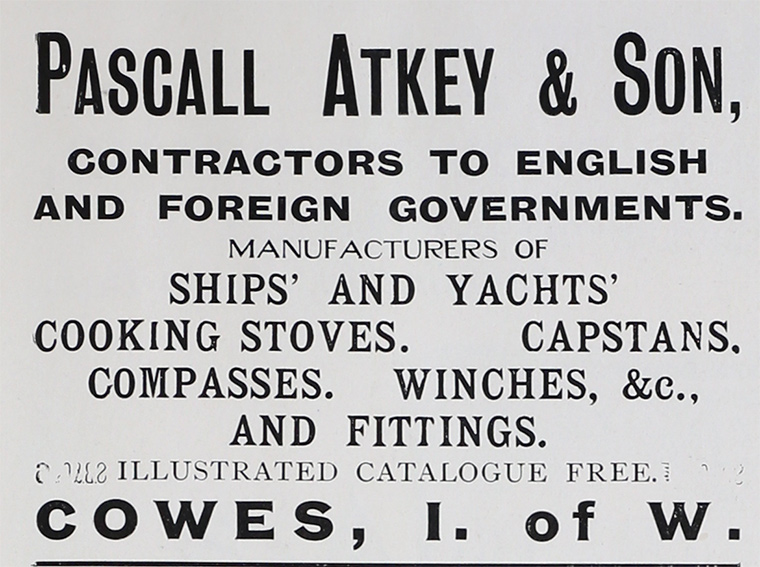 PASCALL ATKEY & SON,
CONTRACTORS TO ENGLISH
AND FOREIGN GOVERNMENTS.
MANUFACTURERS OF
SHIPS' AND YACHTS'
COOKING STOVES. CAPSTANS.
COMPASSES. WINCHES, &c.,
AND FITTINGS.
ILLUSTRATED CATALOGUE FREE.
COWES, I. of W.